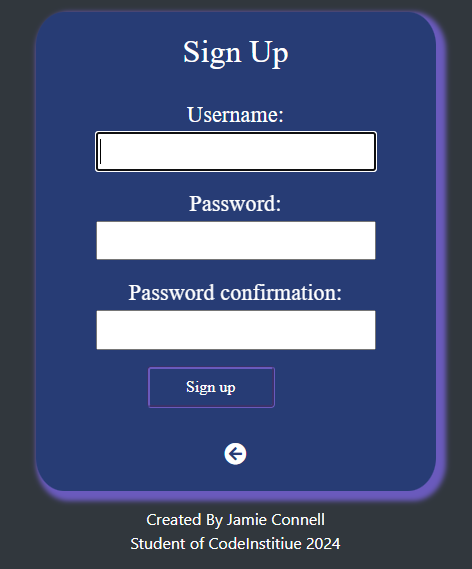 Sign Up
Username:
Password:
Password confirmation:
Sign up
Created By Jamie Connell
Student of CodeInstitiue 2024